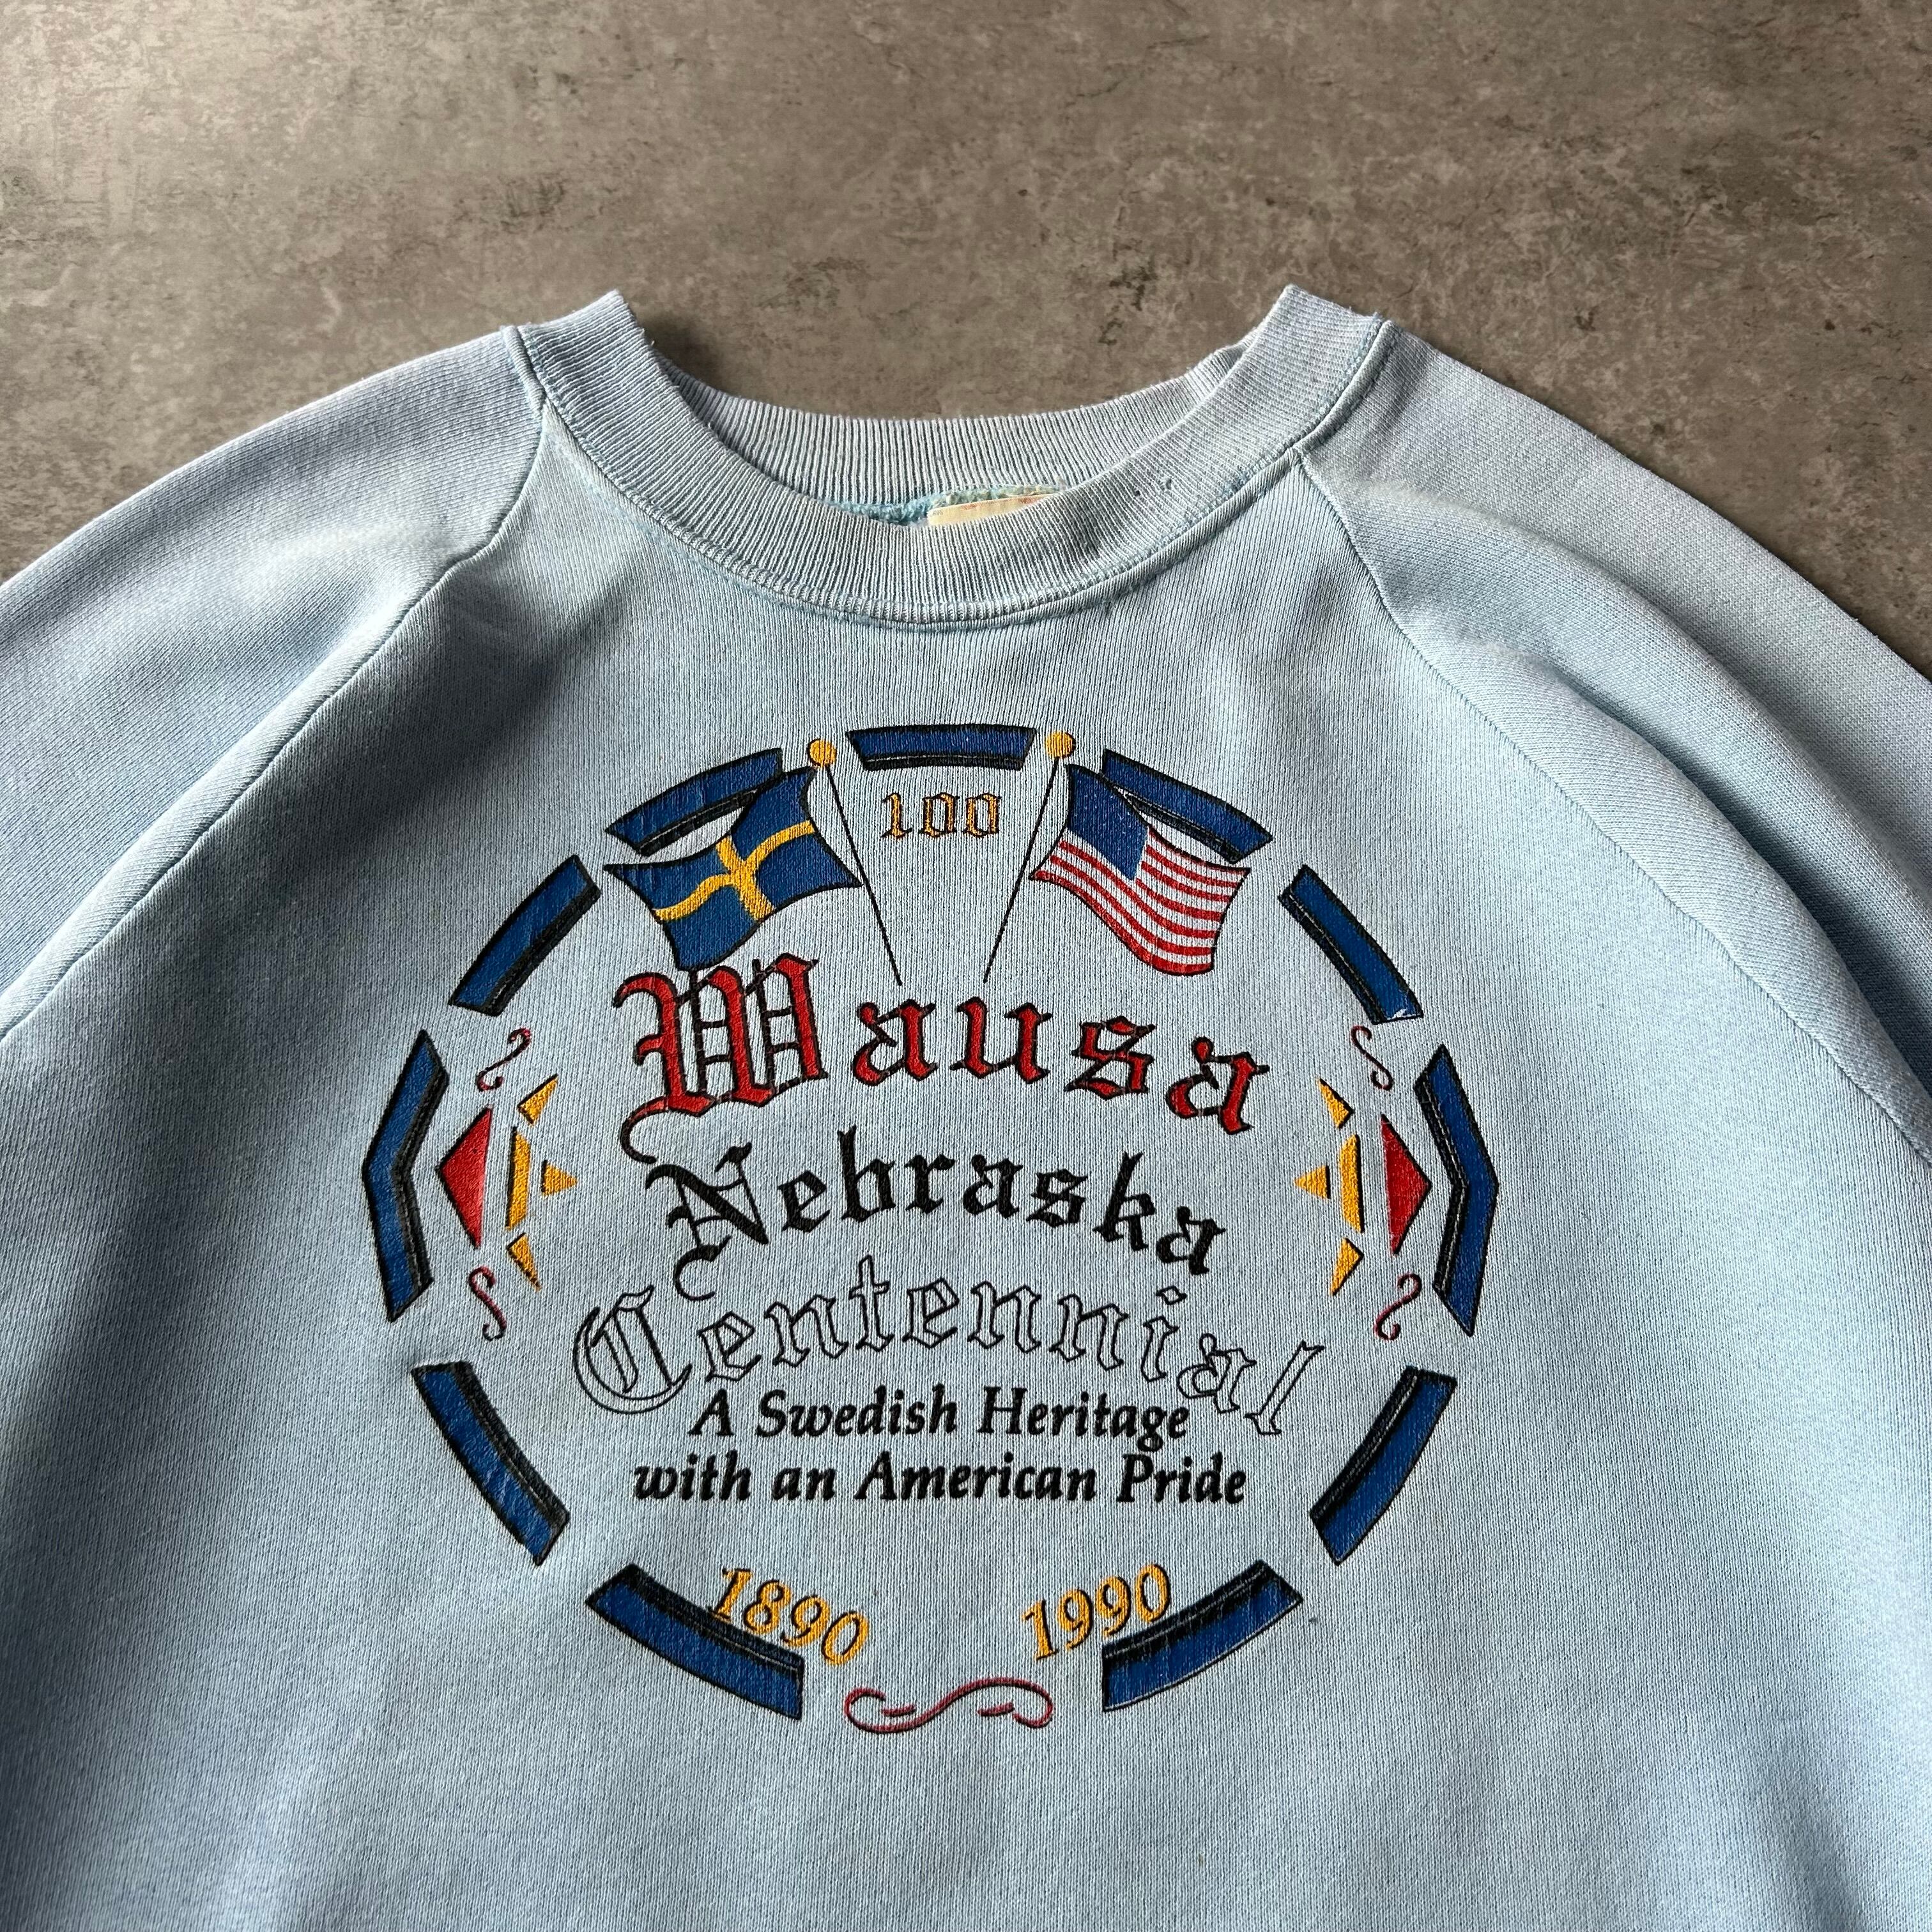 100
Wausa
Nebraska
Centennial
A Swedish Heritage
with an American Pride
1890 1990